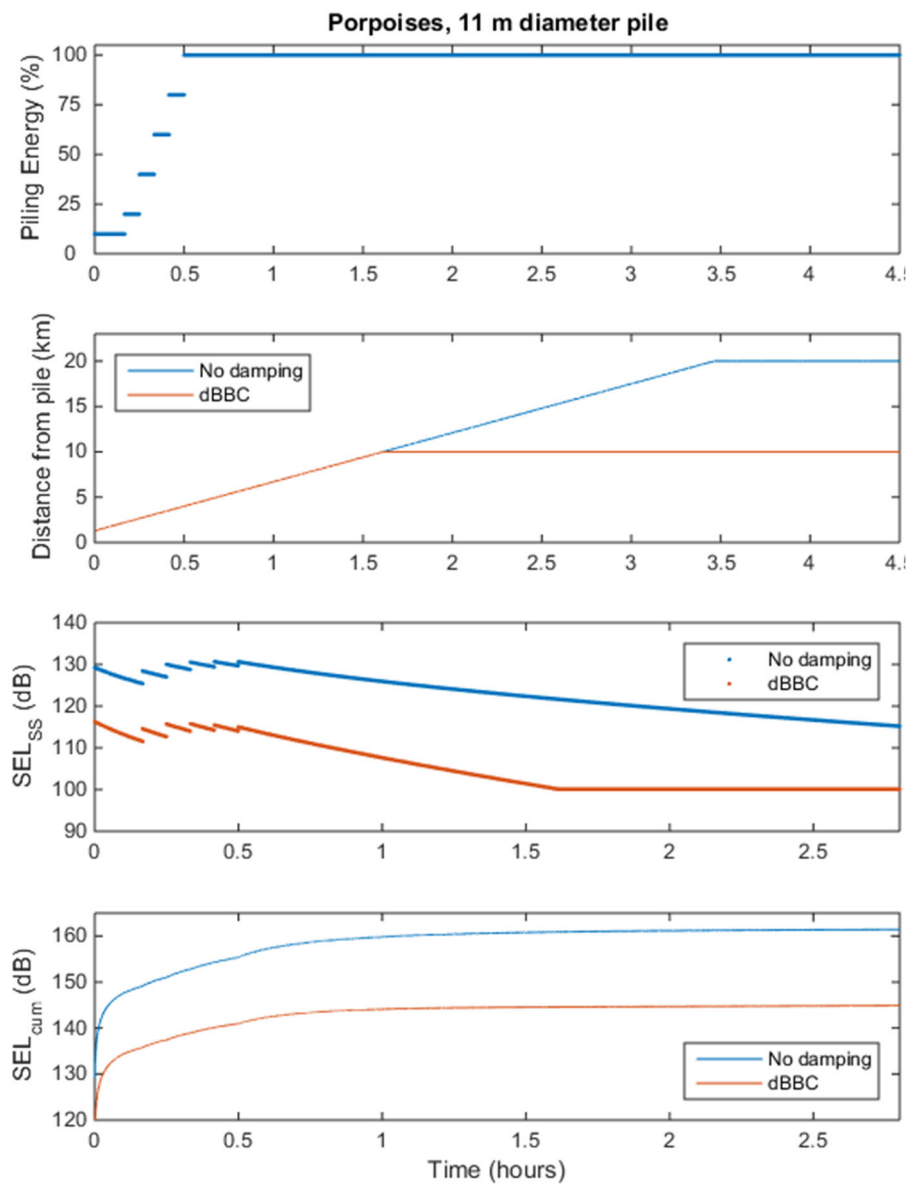 Porpoises, 11 m diameter pile
Piling Energy (%)
100
75
50
25
0
0 0.5 1 1.5 2 2.5 3 3.5 4 4.5
Distance from pile (km)
20
15
10
5
0
No damping
dBBC
0 0.5 1 1.5 2 2.5 3 3.5 4 4.5
SELSS (dB)
140
130
120
110
100
90
No damping
dBBC
0 0.5 1 1.5 2 2.5
SELcum (dB)
160
150
140
130
120
No damping
dBBC
0 0.5 1 1.5 2 2.5
Time (hours)